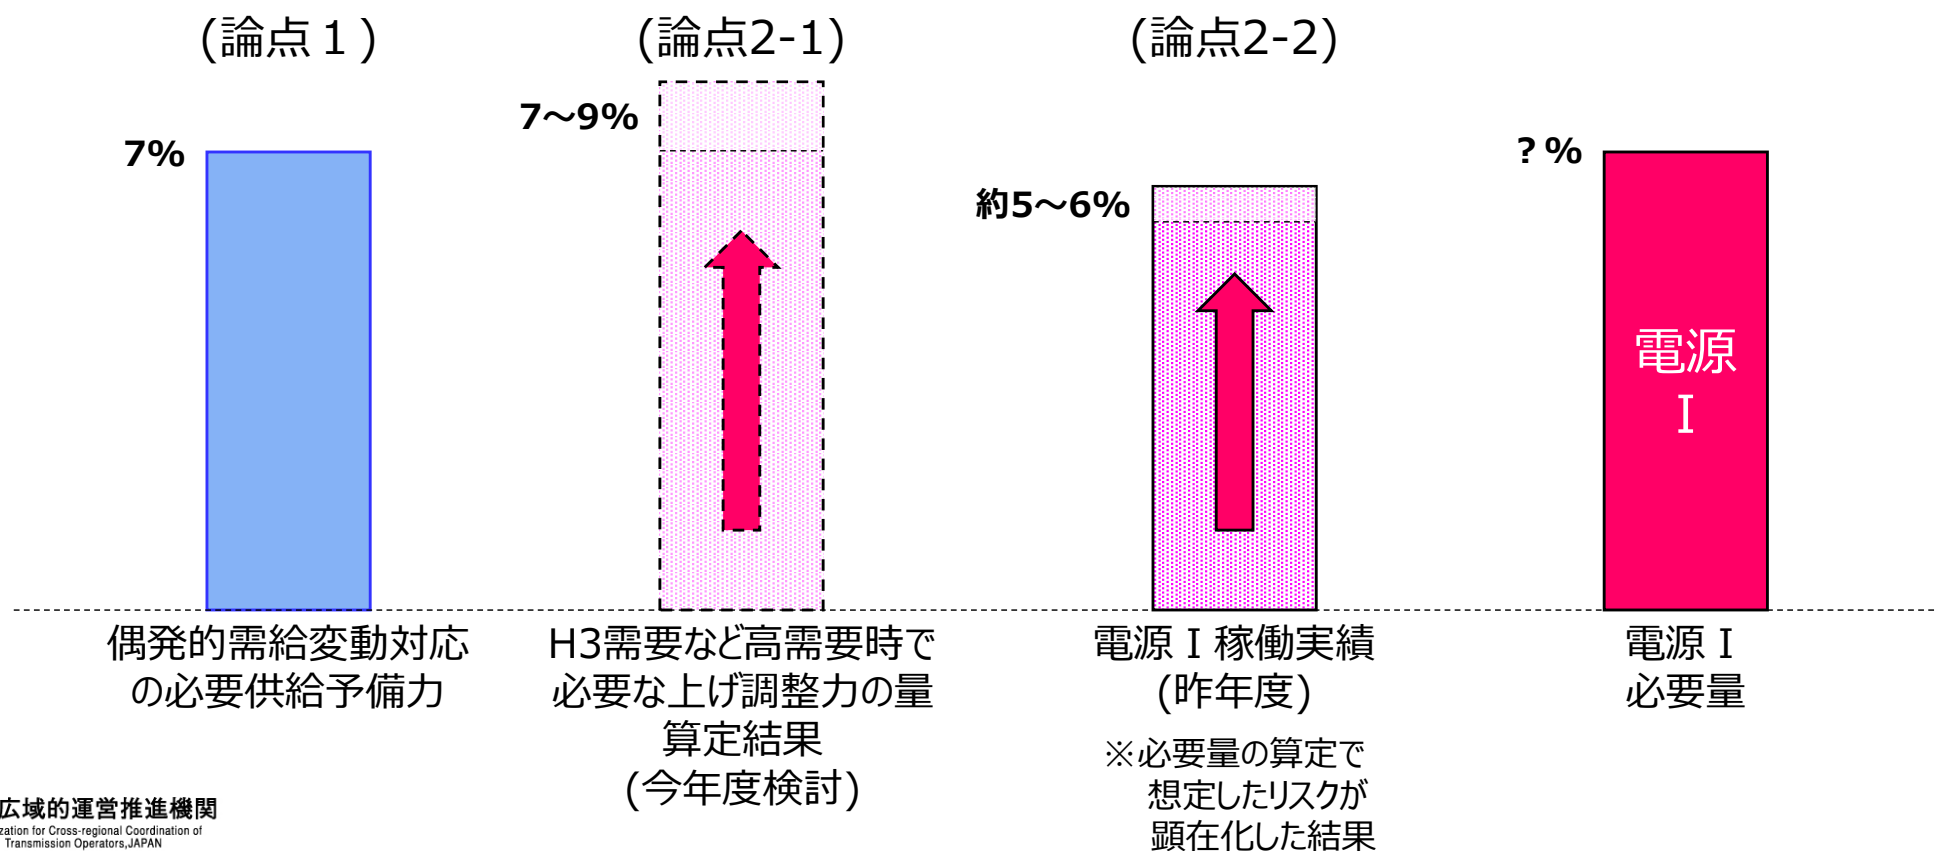 (論点１)
(論点2-1)
(論点2-2)
7%
7～9%
約5～6%
？%
電源
Ⅰ
偶発的需給変動対応
の必要供給予備力
H3需要など高需要時で
必要な上げ調整力の量
算定結果
(今年度検討)
電源Ⅰ稼働実績
(昨年度)
※必要量の算定で
想定したリスクが
顕在化した結果
電源Ⅰ
必要量
広域的運営推進機関
zation for Cross-regional Coordination of
Transmission Operators,JAPAN